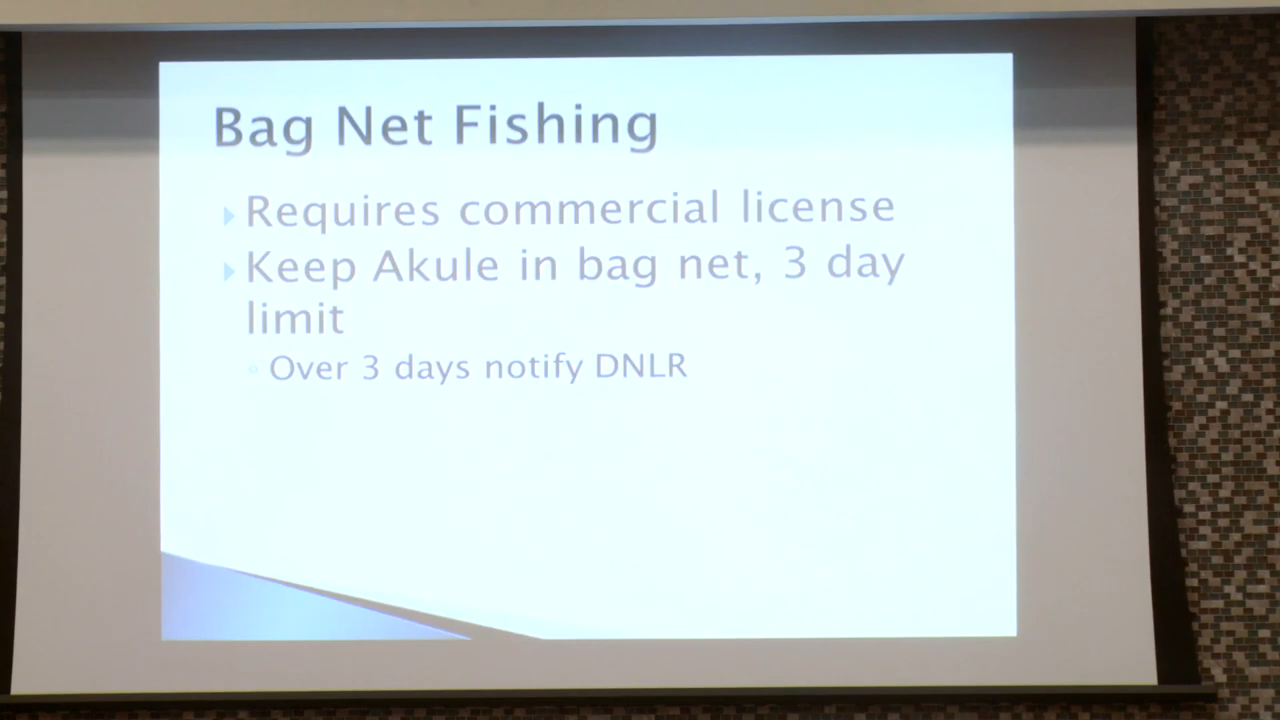 Bag Net Fishing
Requires commercial license
Keep Akule in bag net, 3 day
limit
Over 3 days notify DNLR